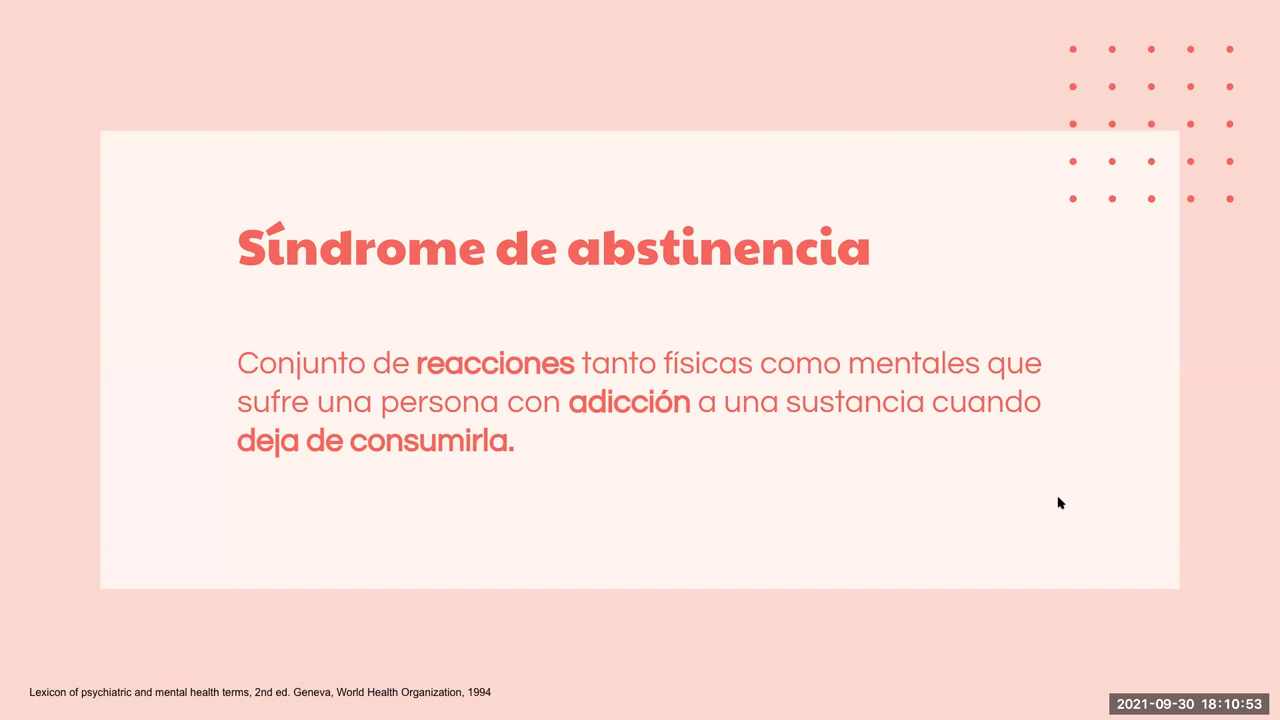 Síndrome de abstinencia
Conjunto de reacciones tanto físicas como mentales que
sufre una persona con adicción a una sustancia cuando
deja de consumirla.
Lexicon of psychiatric and mental health terms, 2nd ed. Geneva, World Health Organization, 1994
2021-09-30 18:10:53